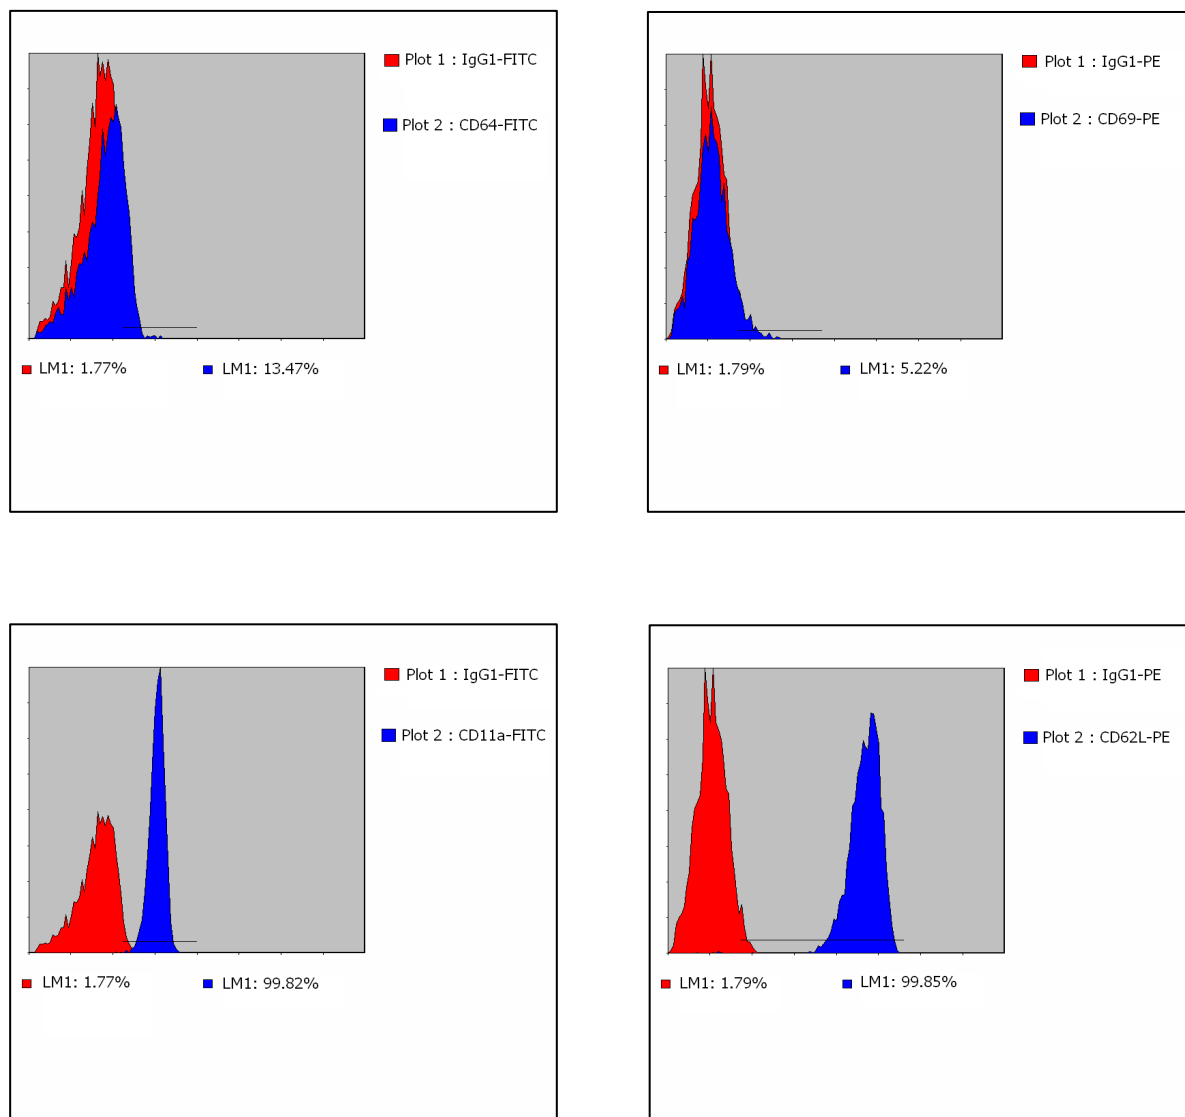 Plot 1 : IgG1-FITC
Plot 2 : CD64-FITC
LM1: 1.77% LM1: 13.47%
Plot 1 : IgG1-PE
Plot 2 : CD69-PE
LM1: 1.79% LM1: 5.22%
Plot 1 : IgG1-FITC
Plot 2 : CD11a-FITC
LM1: 1.77% LM1: 99.82%
Plot 1 : IgG1-PE
Plot 2 : CD62L-PE
LM1: 1.79% LM1: 99.85%